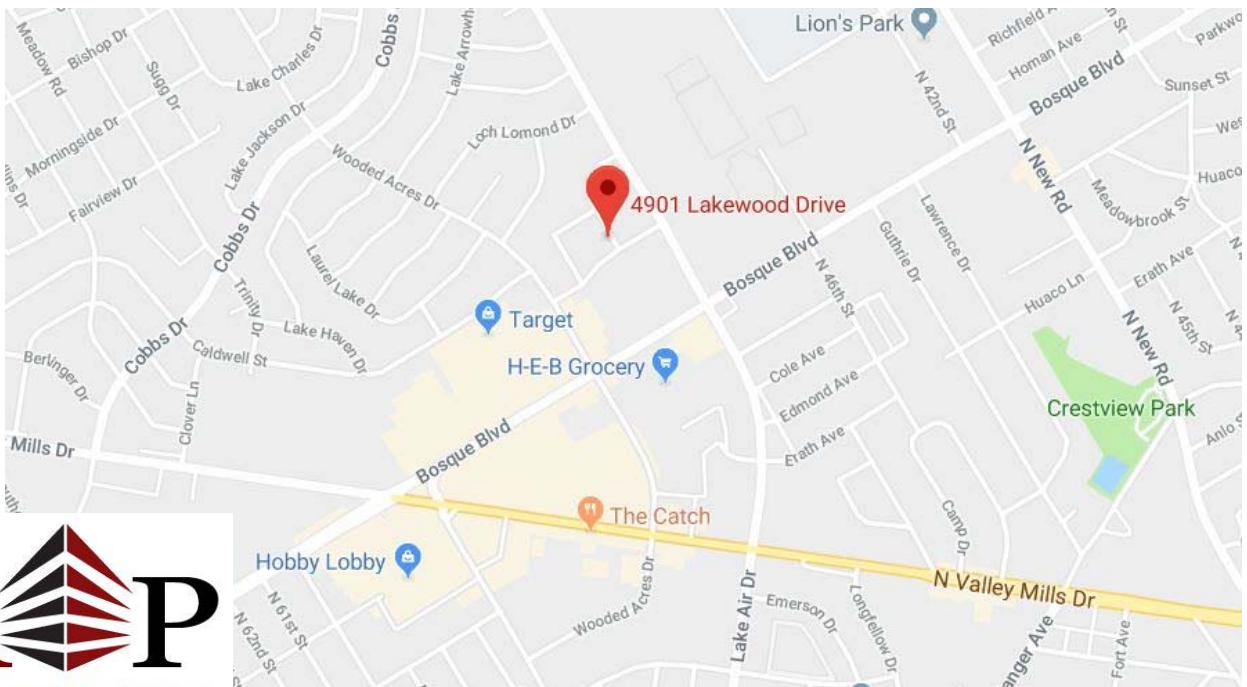 Lion's Park
Richfield
Parkwo
Meadow Rd
Bishop Dr
Sugg Dr
Lake Charles Dr
Cobbs
Lake Arrowh
Homan Ave
Bosque Blvd
Sunset St
N 42nd St
Morningside Dr
Lake Jackson Dr
Loch Lomond Dr
Wooded Acres Dr
Fairview Dr
N New Rd
Huaco
Meadowbrook St
4901 Lakewood Drive
Cobbs Dr
Laurel Lake Dr
Bosque Blvd
N 46th St
Guthrie Dr
Lawrence Dr
Erath Ave
Huaco Ln
N 45th St
Trinity Dr
Lake Haven Dr
Target
Caldwell St
Cobbs Dr
H-E-B Grocery
Cole Ave
Edmond Ave
N New Rd
Clover Ln
Crestview Park
Mills Dr
Bosque Blvd
Erath Ave
The Catch
Camp Dr
Hobby Lobby
N Valley Mills Dr
N 61st St
N 62nd St
Wooded Acres Dr
Lake Air Dr
Emerson Dr
Longfellow Dr
anger Ave
Fort Ave
P